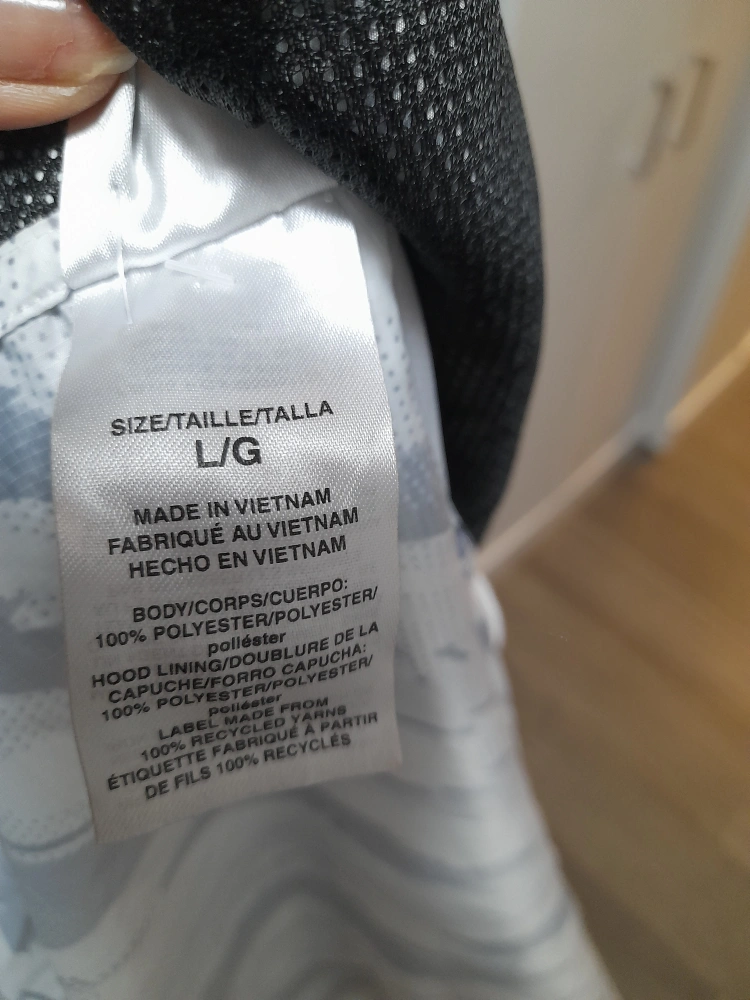 SIZE/TAILLE/TALLA
L/G
MADE IN VIETNAM
FABRIQUÉ AU VIETNAM
HECHO EN VIETNAM
BODY/CORPS/CUERPO:
100% POLYESTER/POLYESTER/
poliéster
HOOD LINING/DOUBLURE DE LA
CAPUCHE/FORRO CAPUCHA:
100% POLYESTER/POLYESTER/
Poliéster
LABEL MADE FROM
100% RECYCLED YARNS
ÉTIQUETTE FABRIQUÉ À PARTIR
DE FILS 100% RECYCLÉS